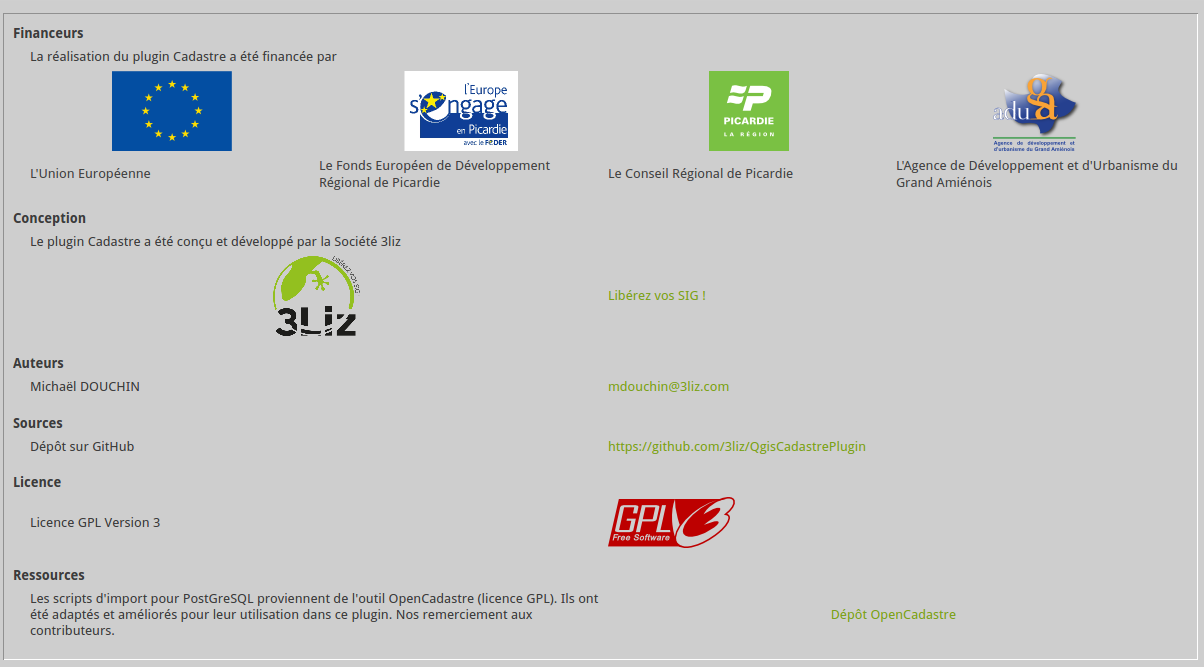 Financeurs
La réalisation du plugin Cadastre a été financée par
l'Europe
s'engage
en Picardie
avec le FEDER
PICARDIE
LA RÉGION
aduga
Agence de développement et
d'urbanisme du Grand Amiénois
L'Union Européenne
Le Fonds Européen de Développement
Régional de Picardie
Le Conseil Régional de Picardie
L'Agence de Développement et d'Urbanisme du
Grand Amiénois
Conception
Le plugin Cadastre a été conçu et développé par la Société 3liz
LIBÉREZ VOS SIG
3Liz
Libérez vos SIG !
Auteurs
Michaël DOUCHIN
mdouchin@3liz.com
Sources
Dépôt sur GitHub
https://github.com/3liz/QgisCadastrePlugin
Licence
Licence GPL Version 3
GPL 3
Free Software
Ressources
Les scripts d'import pour PostGreSQL proviennent de l'outil OpenCadastre (licence GPL). Ils ont
été adaptés et améliorés pour leur utilisation dans ce plugin. Nos remerciement aux
contributeurs.
Dépôt OpenCadastre